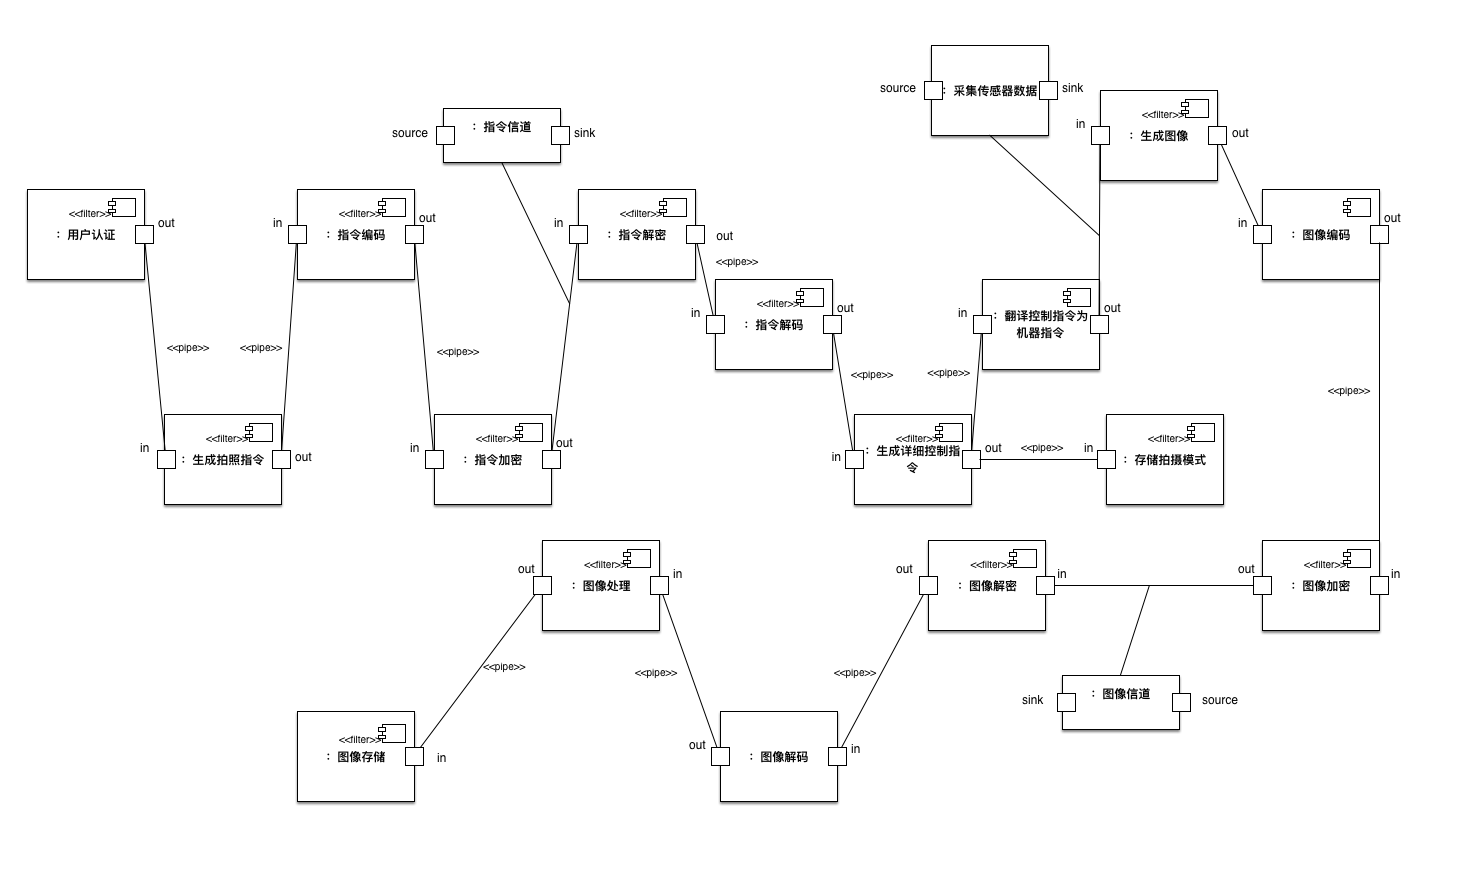 source
：采集传感器数据
sink
<<filter>>
in
：生成图像
out
source
：指令信道
sink
<<filter>>
：用户认证
out
<<filter>>
in
：指令编码
out
<<filter>>
in
：指令解密
out
in
：图像编码
out
<<pipe>>
<<filter>>
in
：指令解码
out
in
：翻译控制指令为
机器指令
out
<<pipe>>
<<pipe>>
<<pipe>>
<<pipe>>
<<pipe>>
<<pipe>>
<<filter>>
in
：生成拍照指令
out
<<filter>>
in
：指令加密
out
<<filter>>
in
：生成详细控制指
令
out
<<pipe>>
<<filter>>
in
：存储拍摄模式
<<filter>>
out
：图像处理
in
<<filter>>
out
：图像解密
in
<<filter>>
out
：图像加密
in
<<pipe>>
<<pipe>>
<<pipe>>
sink
：图像信道
source
<<filter>>
：图像存储
in
out
：图像解码
in